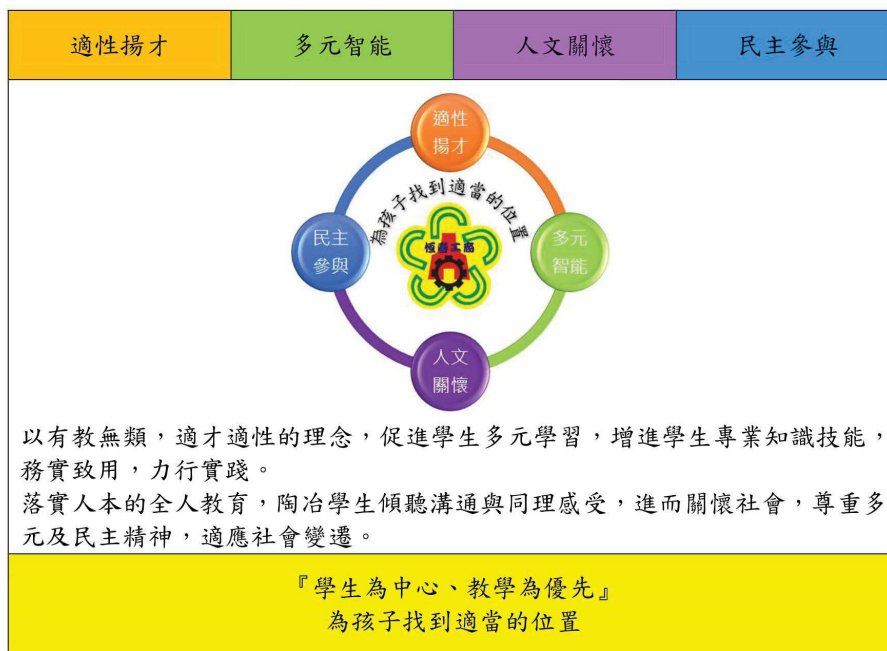 適性揚才
多元智能
人文關懷
民主參與
適性
揚才
為孩子找到適當的位置
民主
參與
恆春工商
多元
智能
人文
關懷
以有教無類，適才適性的理念，促進學生多元學習，增進學生專業知識技能，
務實致用，力行實踐。
落實人本的全人教育，陶冶學生傾聽溝通與同理感受，進而關懷社會，尊重多
元及民主精神，適應社會變遷。
『學生為中心、教學為優先』
為孩子找到適當的位置